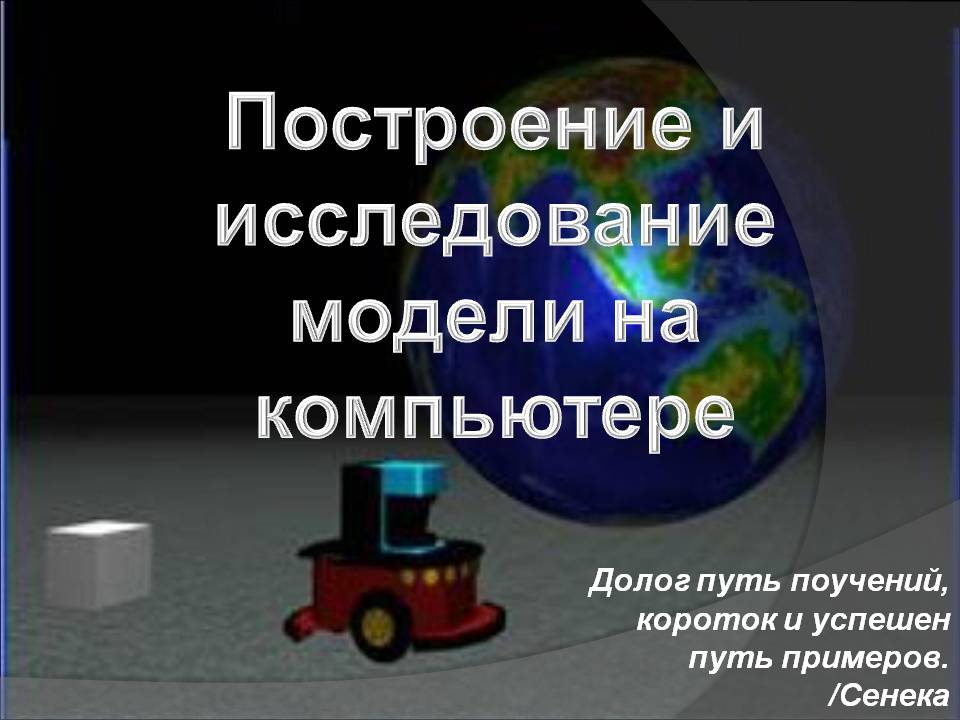 Построение и
исследование
модели на
компьютере
Долог путь поучений,
короток и успешен
путь примеров.
/Сенека